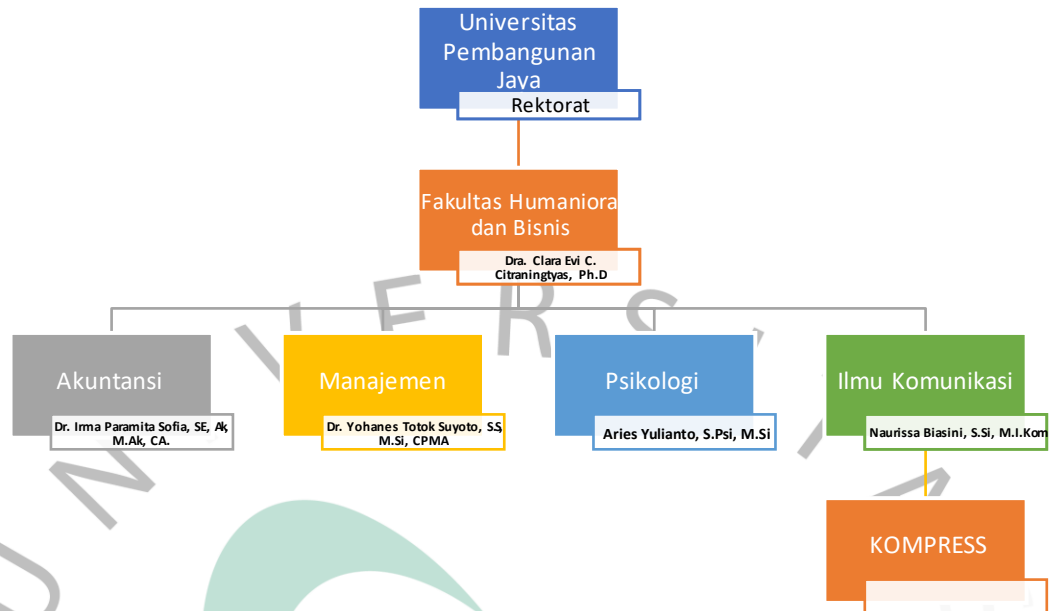 Universitas
Pembangunan
Jaya
Rektorat
Fakultas Humaniora
dan Bisnis
Dra. Clara Evi C.
Citraningtyas, Ph.D
Akuntansi
Dr. Irma Paramita Sofia, SE, Ak,
M.Ak, CA.
Manajemen
Dr. Yohanes Totok Suyoto, S.S,
M.Si, CPMA
Psikologi
Aries Yulianto, S.Psi, M.Si
Ilmu Komunikasi
Naurissa Biasini, S.Si, M.I.Kom
KOMPRESS